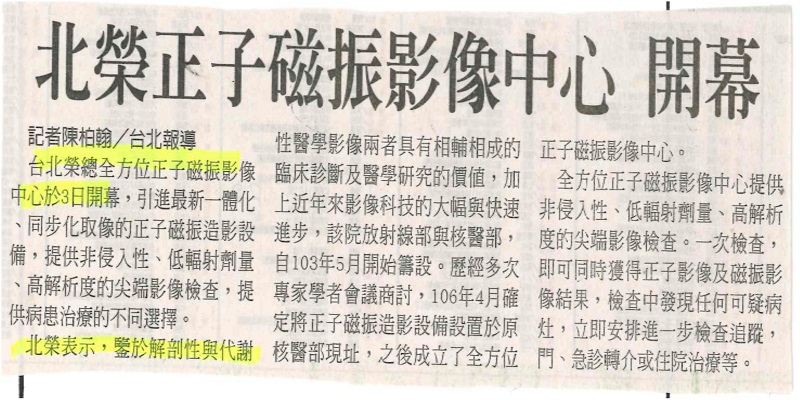 北榮正子磁振影像中心 開幕
記者陳柏翰／台北報導
台北榮總全方位正子磁振影像
中心於3日開幕，引進最新一體化
、同步化取像的正子磁振造影設
備，提供非侵入性、低輻射劑量
、高解析度的尖端影像檢查，提
供病患治療的不同選擇。
北榮表示，鑒於解剖性與代謝
性醫學影像兩者具有相輔相成的
臨床診斷及醫學研究的價值，加
上近年來影像科技的大幅與快速
進步，該院放射線部與核醫部，
自103年5月開始籌設。歷經多次
專家學者會議商討，106年4月確
定將正子磁振造影設備設置於原
核醫部現址，之後成立了全方位
正子磁振影像中心。
全方位正子磁振影像中心提供
非侵入性、低輻射劑量、高解析
度的尖端影像檢查。一次檢查，
即可同時獲得正子影像及磁振影
像結果，檢查中發現任何可疑病
灶，立即安排進一步檢查追蹤，
門、急診轉介或住院治療等。